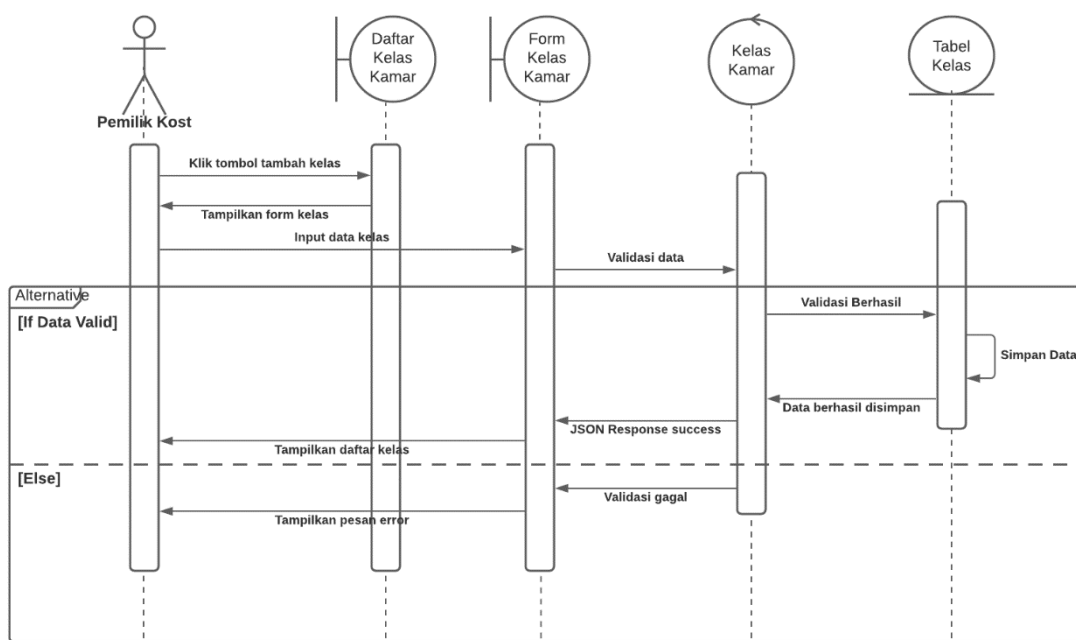 Daftar
Kelas
Kamar
Form
Kelas
Kamar
Kelas
Kamar
Tabel
Kelas
Pemilik Kost
Klik tombol tambah kelas
Tampilkan form kelas
Input data kelas
Validasi data
Alternative
[If Data Valid]
Validasi Berhasil
Simpan Data
Data berhasil disimpan
JSON Response success
Tampilkan daftar kelas
[Else]
Validasi gagal
Tampilkan pesan error